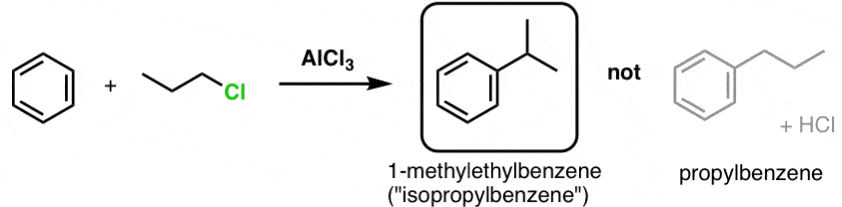 AlCl3
+
Cl
not
+ HCl
1-methylethylbenzene
("isopropylbenzene")
propylbenzene